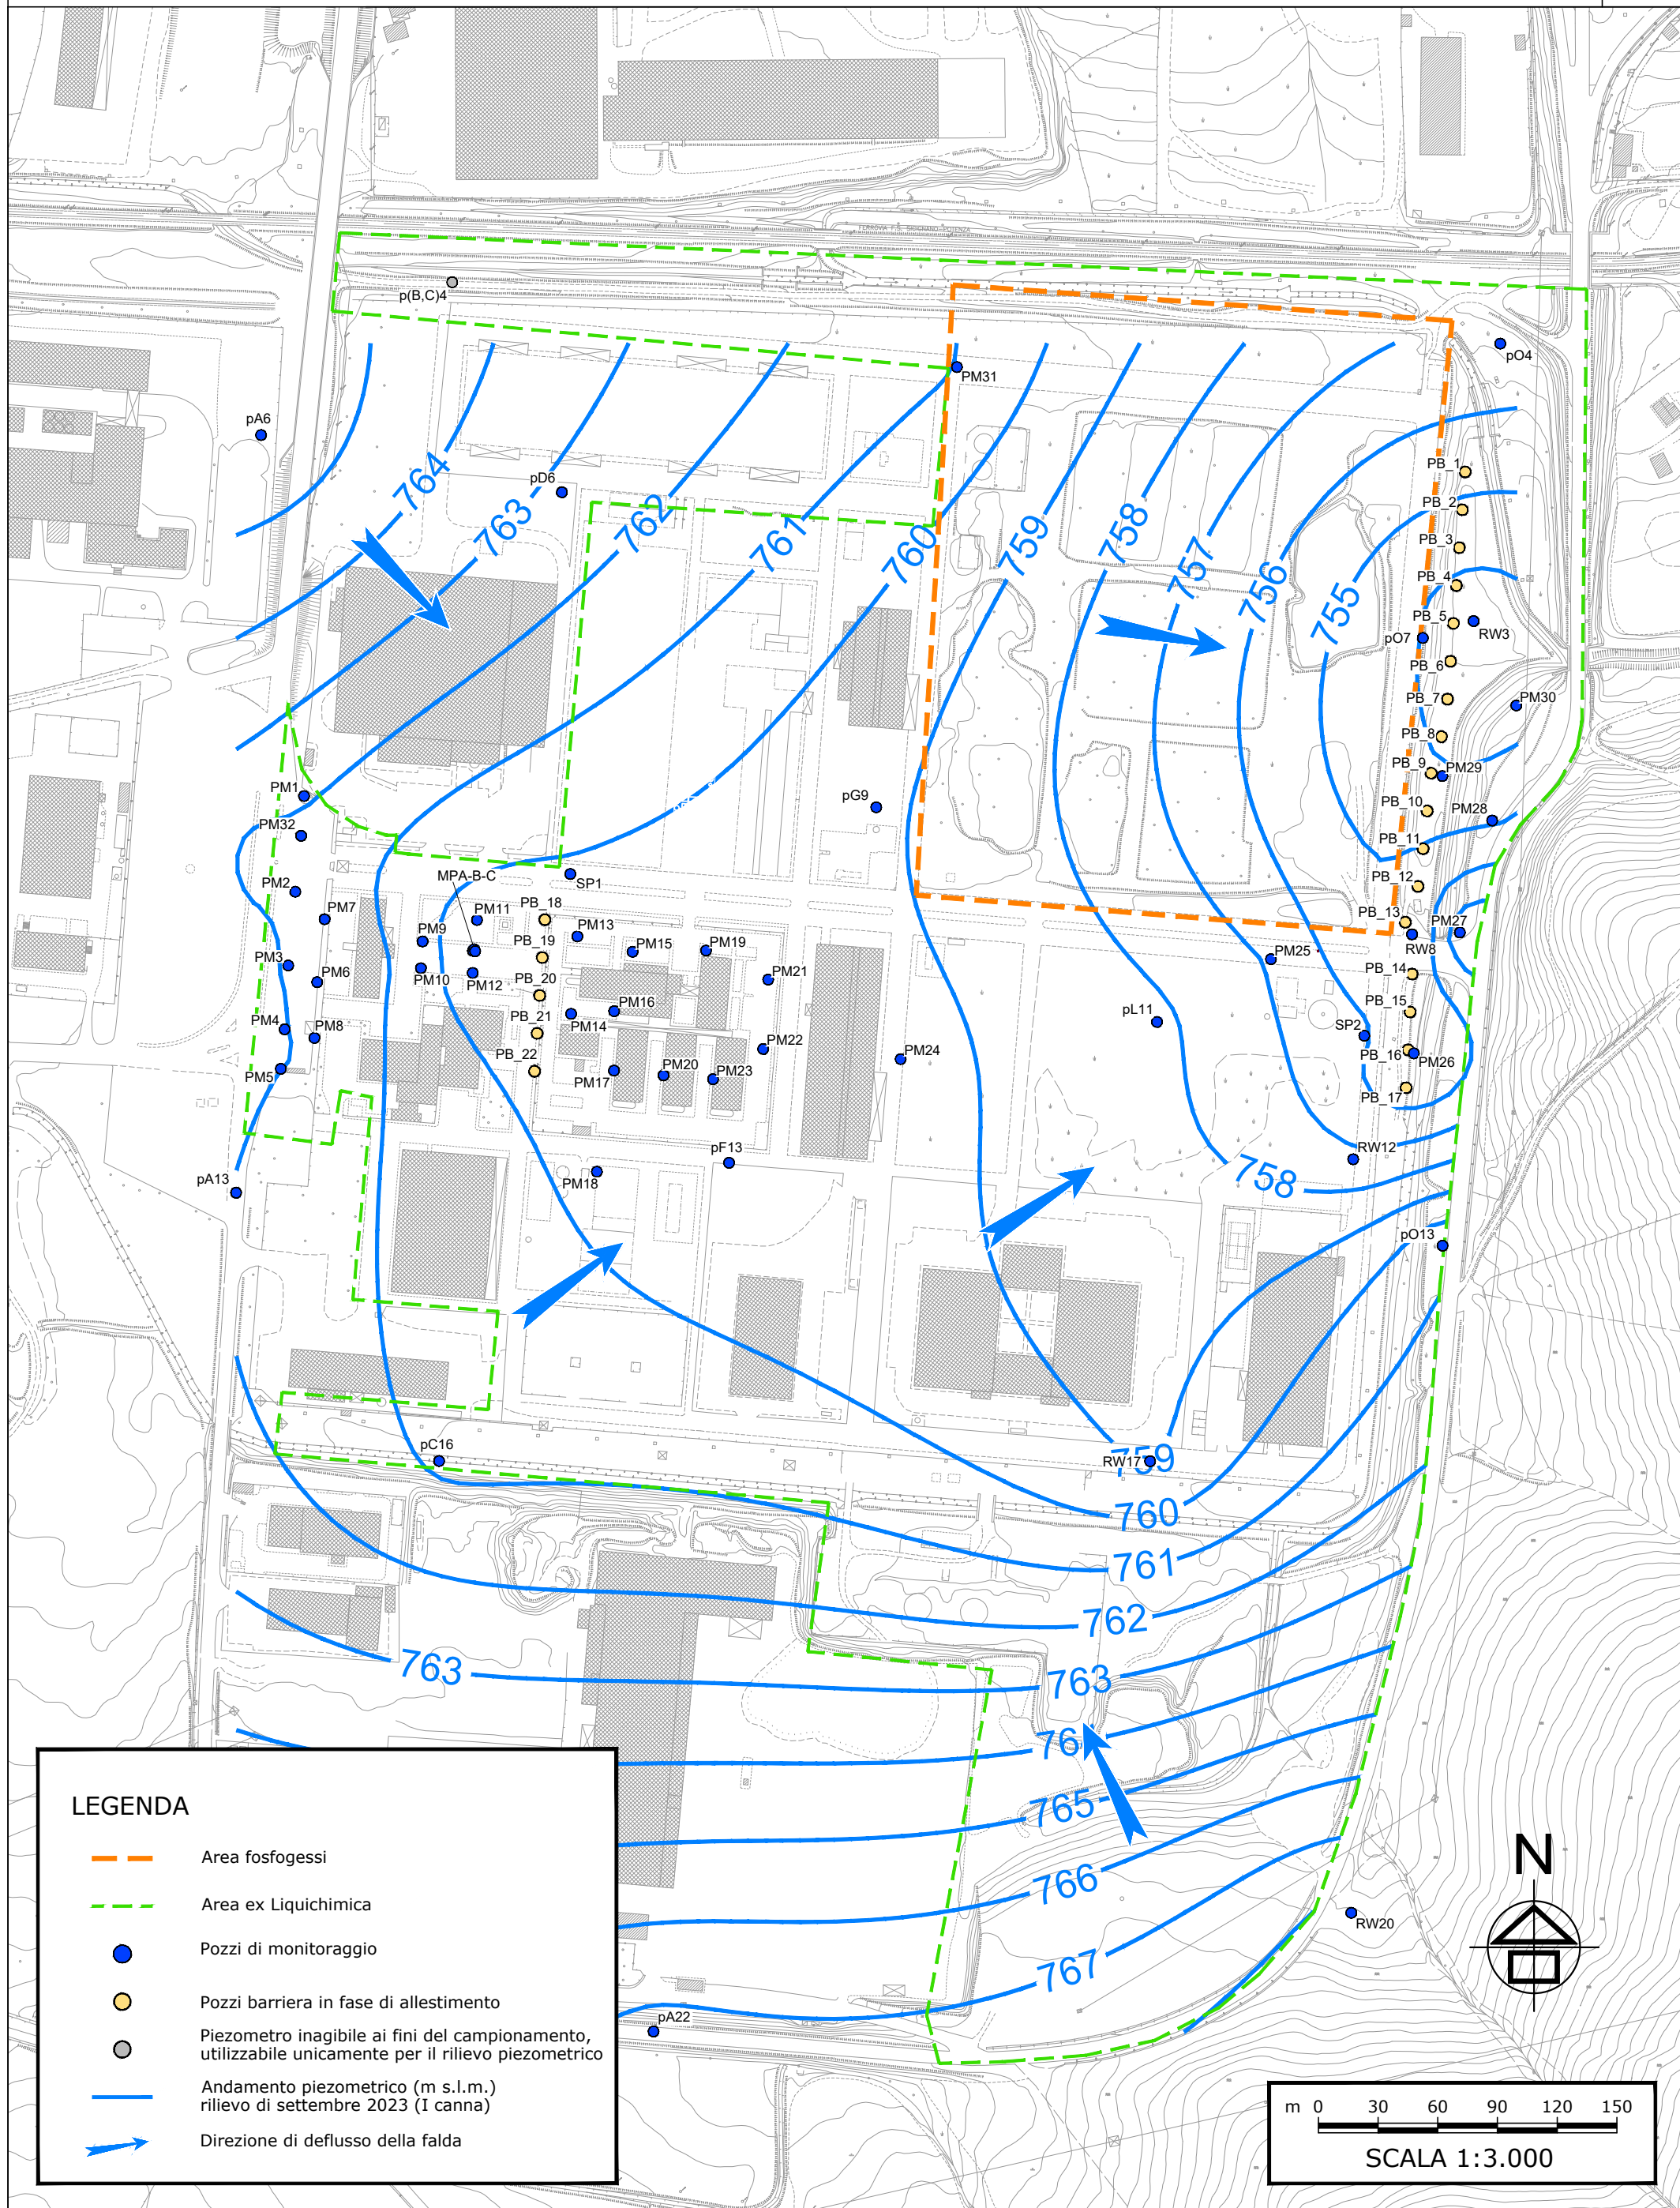 FERROVIA F.S. SICIGNANO - POTENZA
p(B,C)4
pO4
PM31
pA6
764
pD6
763
762
761
760
759
758
757
756
755
PB_1
PB_2
PB_3
PB_4
PB_5
RW3
pO7
PB_6
PB_7
PM30
PB_8
PB_9
PM29
PB_10
PM28
PB_11
PB_12
PB_13
PM27
RW8
PM1
PM32
pG9
PM2
MPA-B-C
SP1
PM7
PM11
PB_18
PM9
PM13
PB_19
PM15
PM19
PM3
PM6
PM10
PM12
PB_20
PM21
PM25
PB_14
PM16
PB_15
PM4
PM8
PB_21
PM14
pL11
SP2
PM22
PM24
PB_16
PM26
PM5
PB_22
PM17
PM20
PM23
PB_17
pA13
PM18
pF13
RW12
758
pO13
pC16
RW17
759
760
761
762
763
763
76
765
766
767
RW20
pA22
LEGENDA
Area fosfogessi
Area ex Liquichimica
Pozzi di monitoraggio
Pozzi barriera in fase di allestimento
Piezometro inagibile ai fini del campionamento,
utilizzabile unicamente per il rilievo piezometrico
Andamento piezometrico (m s.l.m.)
rilievo di settembre 2023 (I canna)
Direzione di deflusso della falda
N
m 0 30 60 90 120 150
SCALA 1:3.000